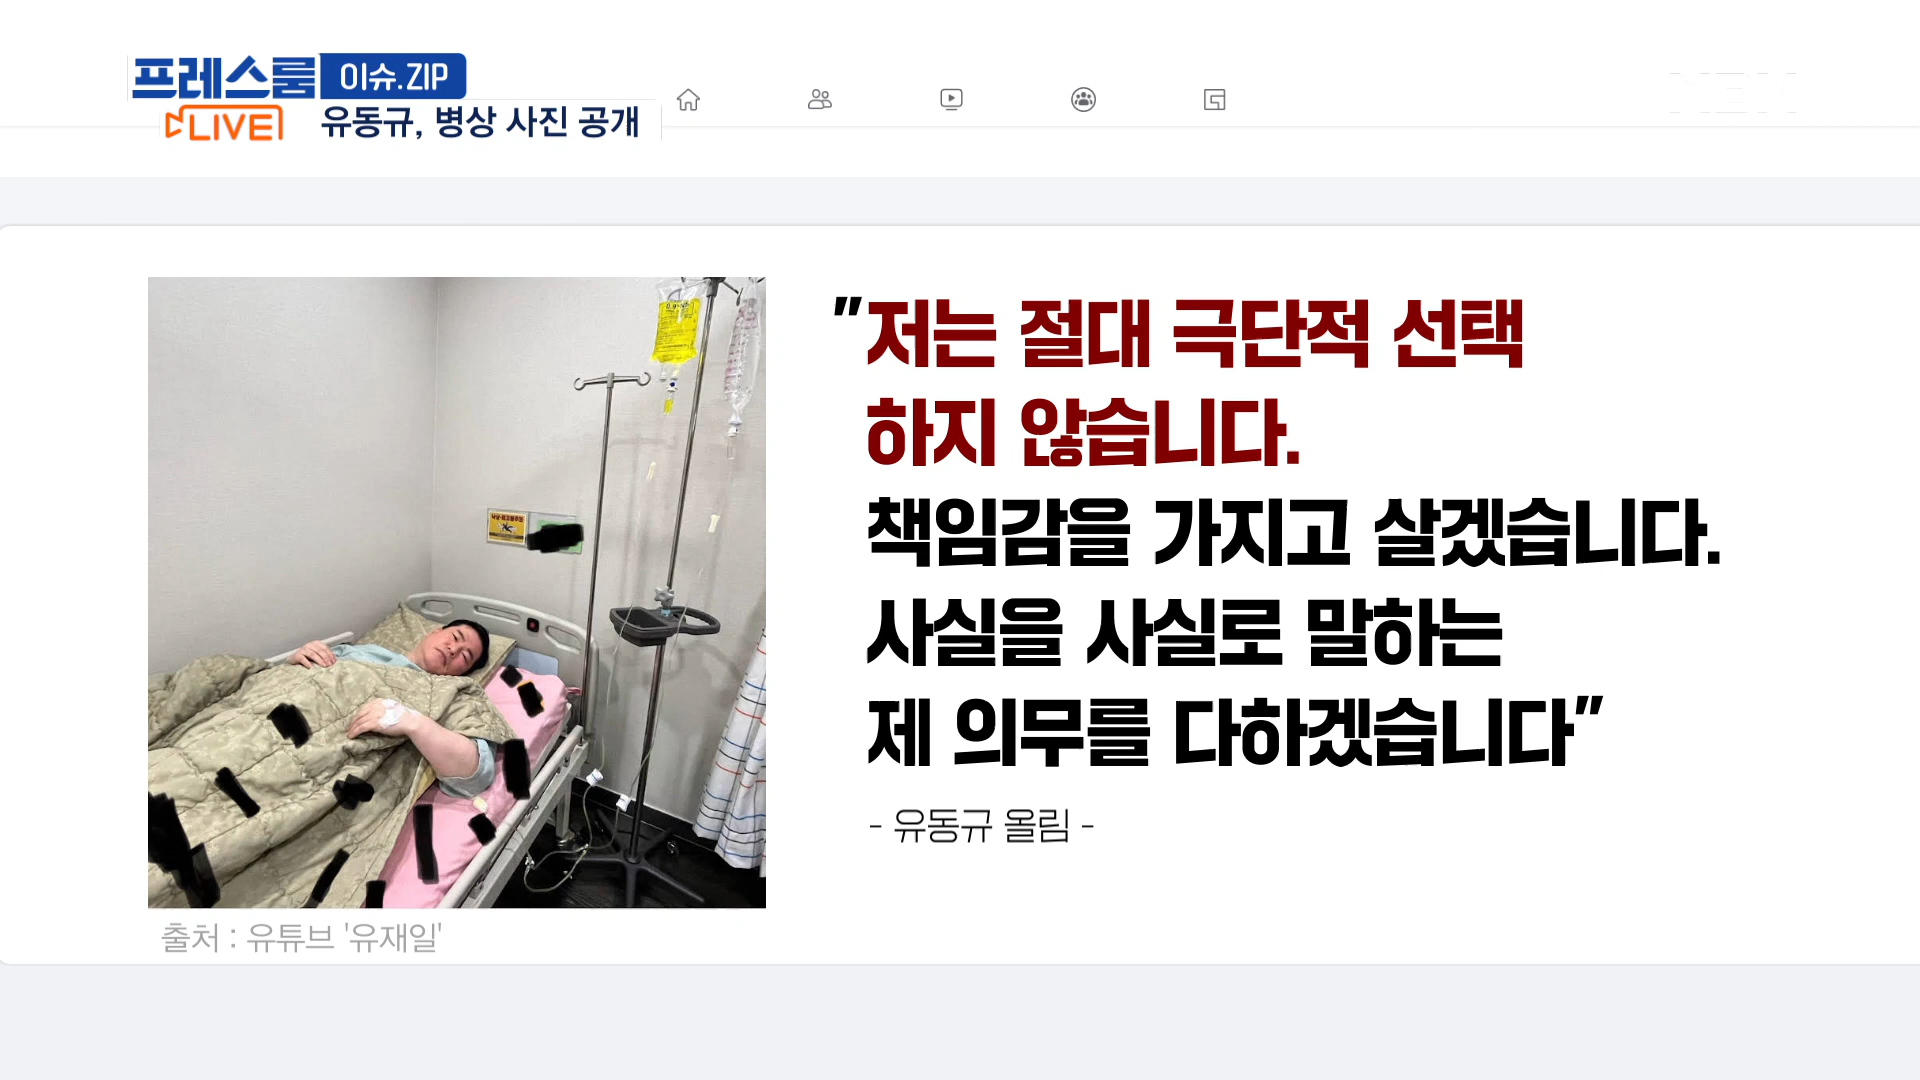 프레스룸 이슈.ZIP
LIVE 유동규, 병상 사진 공개
"저는 절대 극단적 선택
하지 않습니다.
책임감을 가지고 살겠습니다.
사실을 사실로 말하는
제 의무를 다하겠습니다"
- 유동규 올림 -
출처 : 유튜브 '유재일'